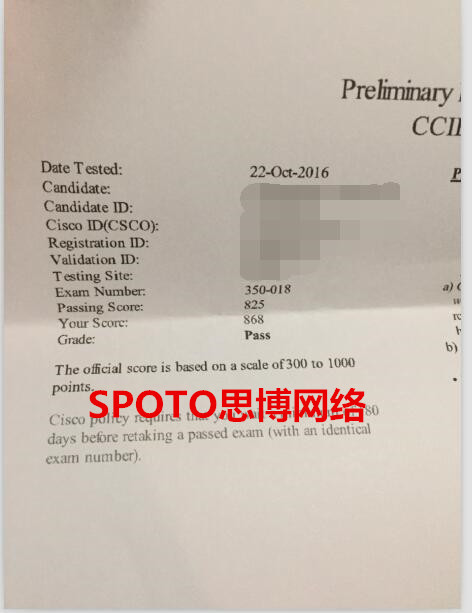 Preliminary
CCIE
Date Tested: 22-Oct-2016 P
Candidate:
Candidate ID:
Cisco ID(CSCO):
Registration ID:
Validation ID:
Testing Site:
Exam Number: 350-018 a)
Passing Score: 825
Your Score: 868
Grade: Pass b)
The official score is based on a scale of 300 to 1000
points.
SPOTO思博网络
Cisco policy requires that 80
days before retaking a passed exam (with an identical
exam number).